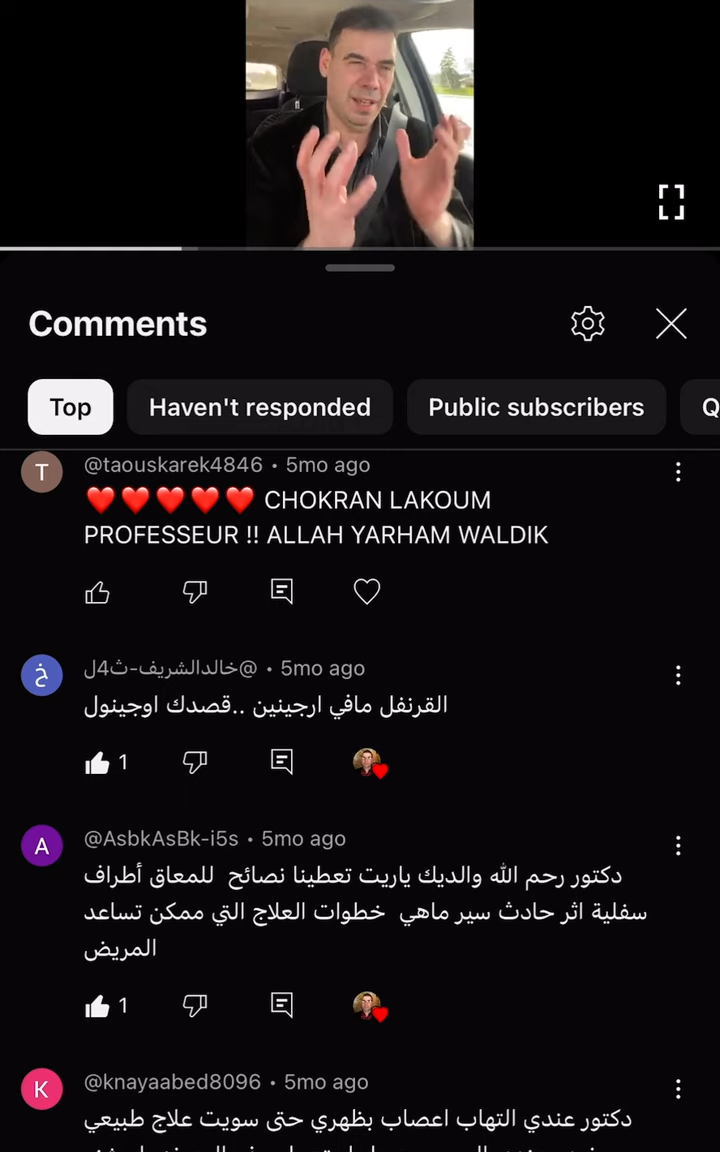 Comments
Top
Haven't responded
Public subscribers
Q
T
@taouskarek4846 • 5mo ago
❤️❤️❤️❤️❤️ CHOKRAN LAKOUM
PROFESSEUR !! ALLAH YARHAM WALDIK
خ
@خالدالشريف-ث4ل • 5mo ago
القرنفل مافي ارجينين ..قصدك اوجينول
1
A
@AsbkAsBk-i5s • 5mo ago
دكتور رحم الله والديك ياريت تعطينا نصائح للمعاق أطراف
سفلية اثر حادث سير ماهي خطوات العلاج التي ممكن تساعد
المريض
1
K
@knayaabed8096 • 5mo ago
دكتور عندي التهاب اعصاب بظهري حتى سويت علاج طبيعي